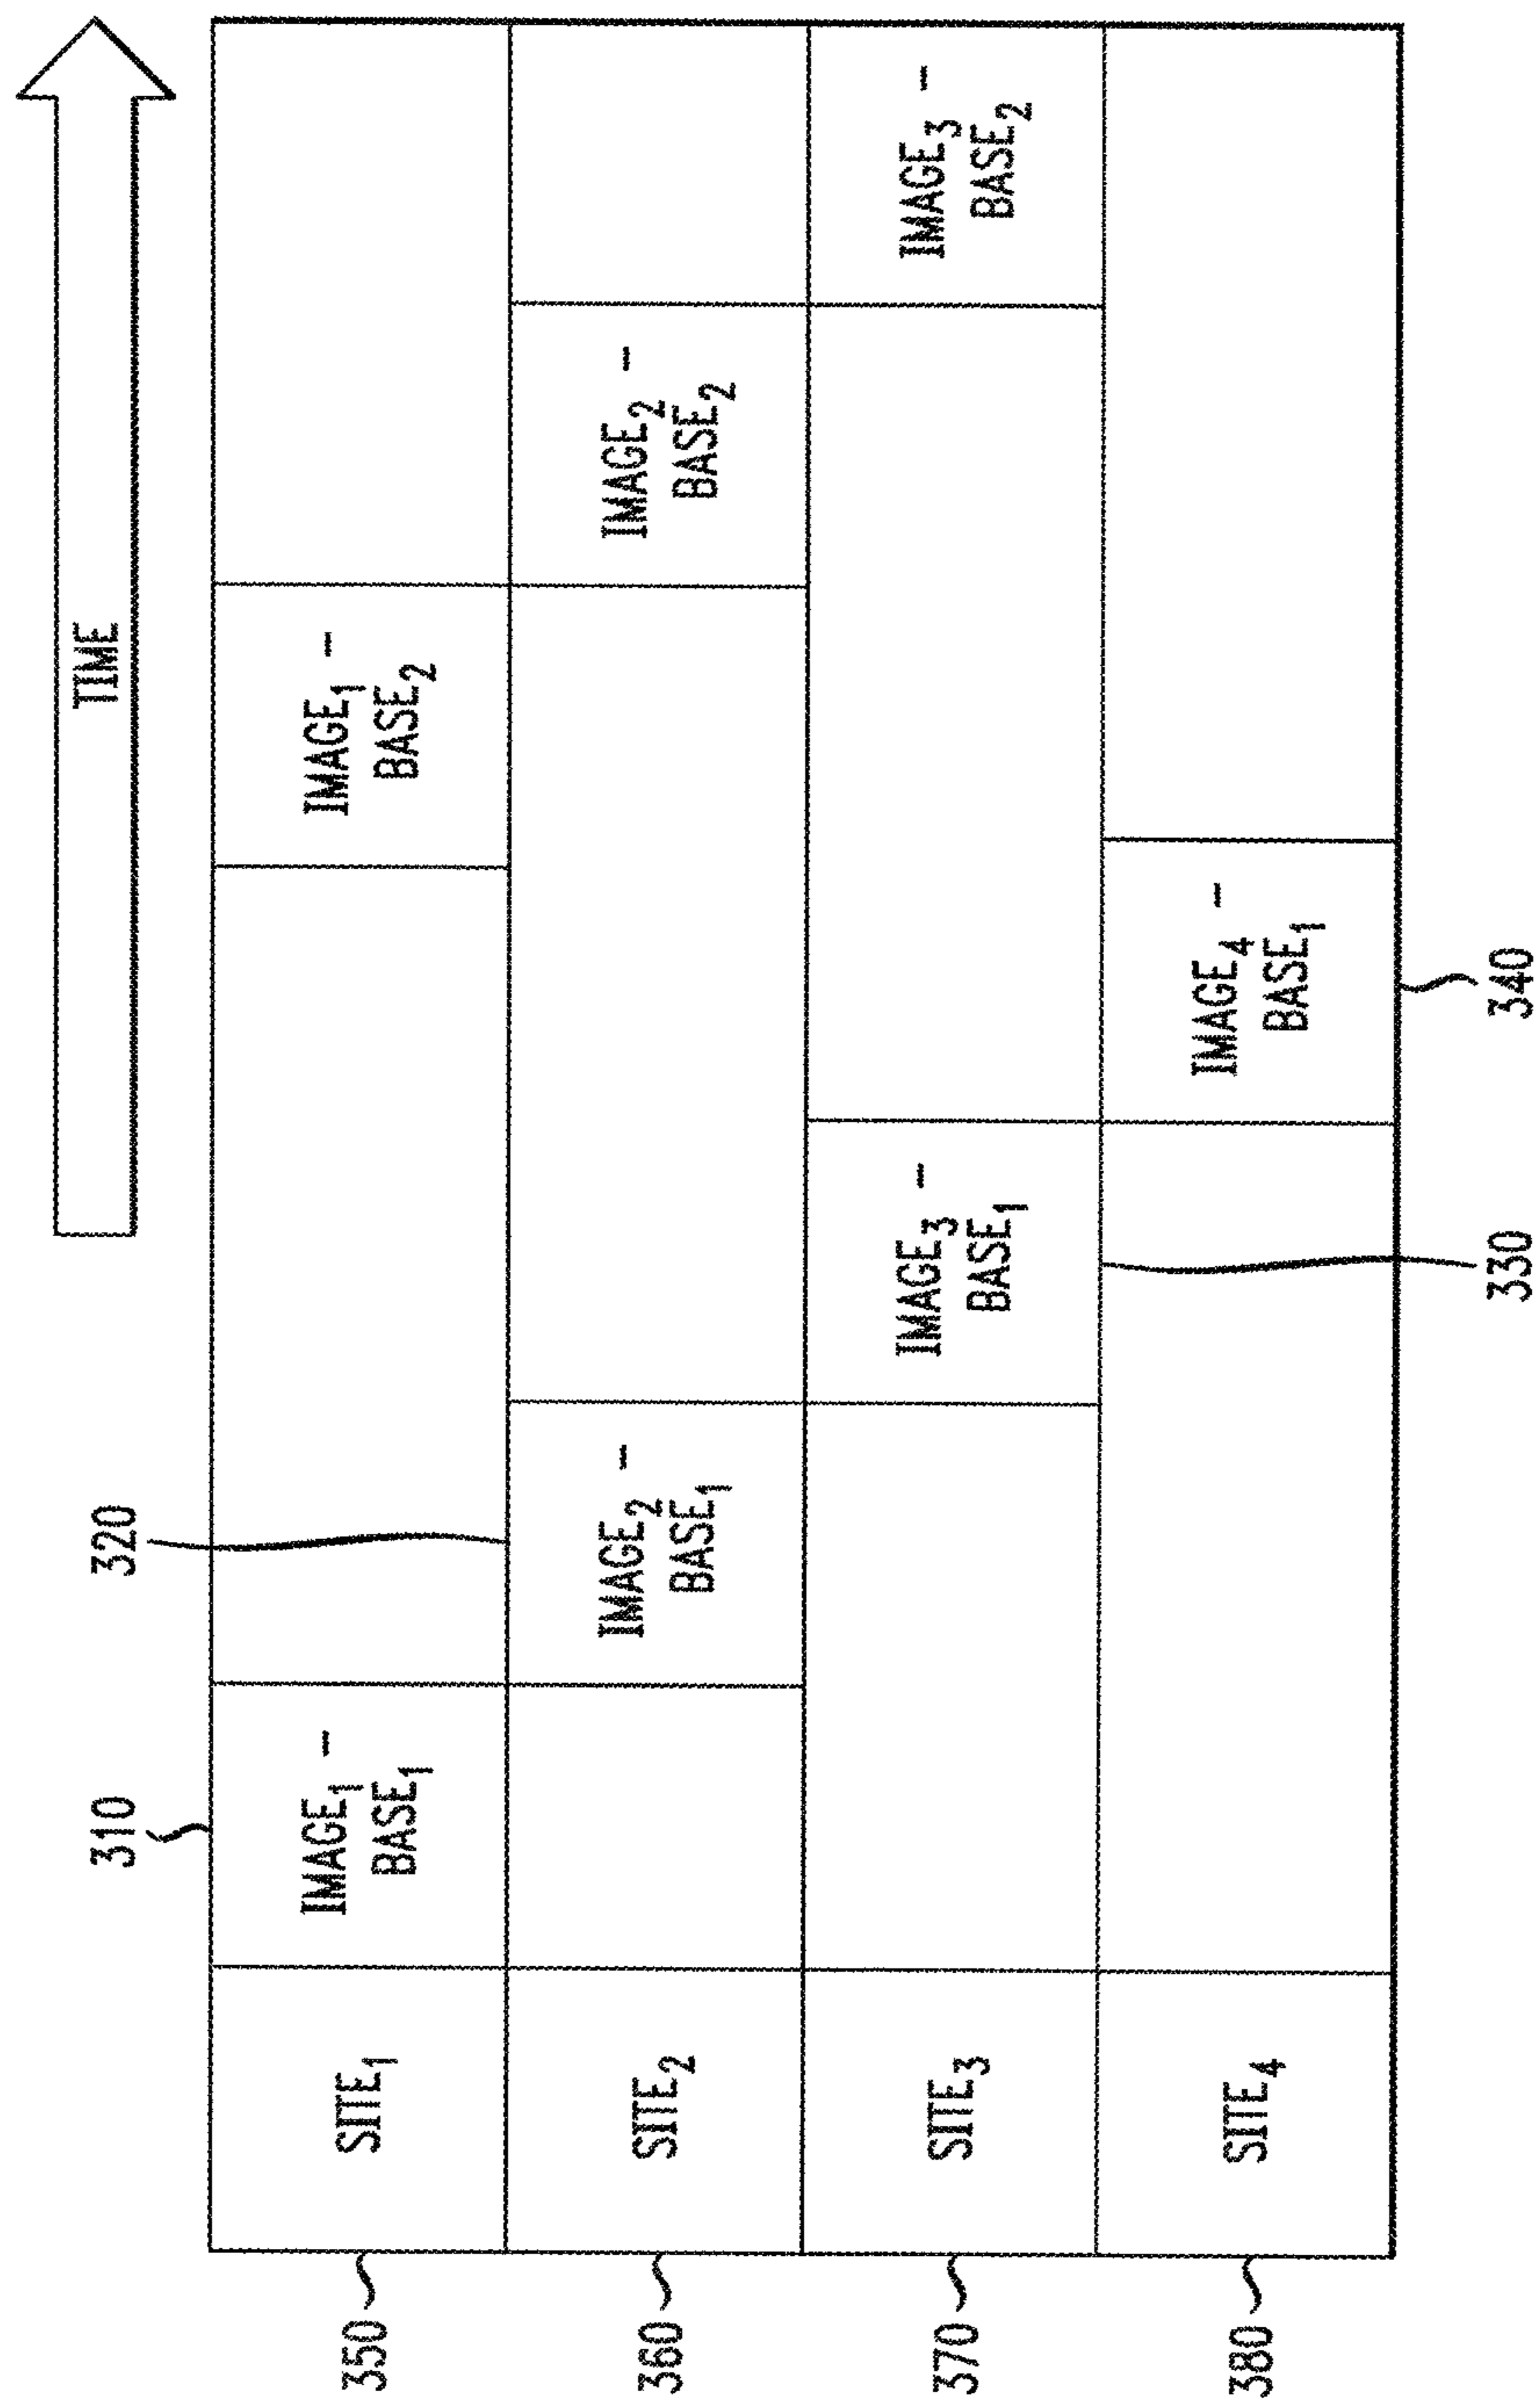 TIME
310
320
350
SITE₁
IMAGE₁ –
BASE₁
IMAGE₁ –
BASE₂
360
SITE₂
IMAGE₂ –
BASE₁
IMAGE₂ –
BASE₂
370
SITE₃
IMAGE₃ –
BASE₁
IMAGE₃ –
BASE₂
380
SITE₄
IMAGE₄ –
BASE₁
330
340